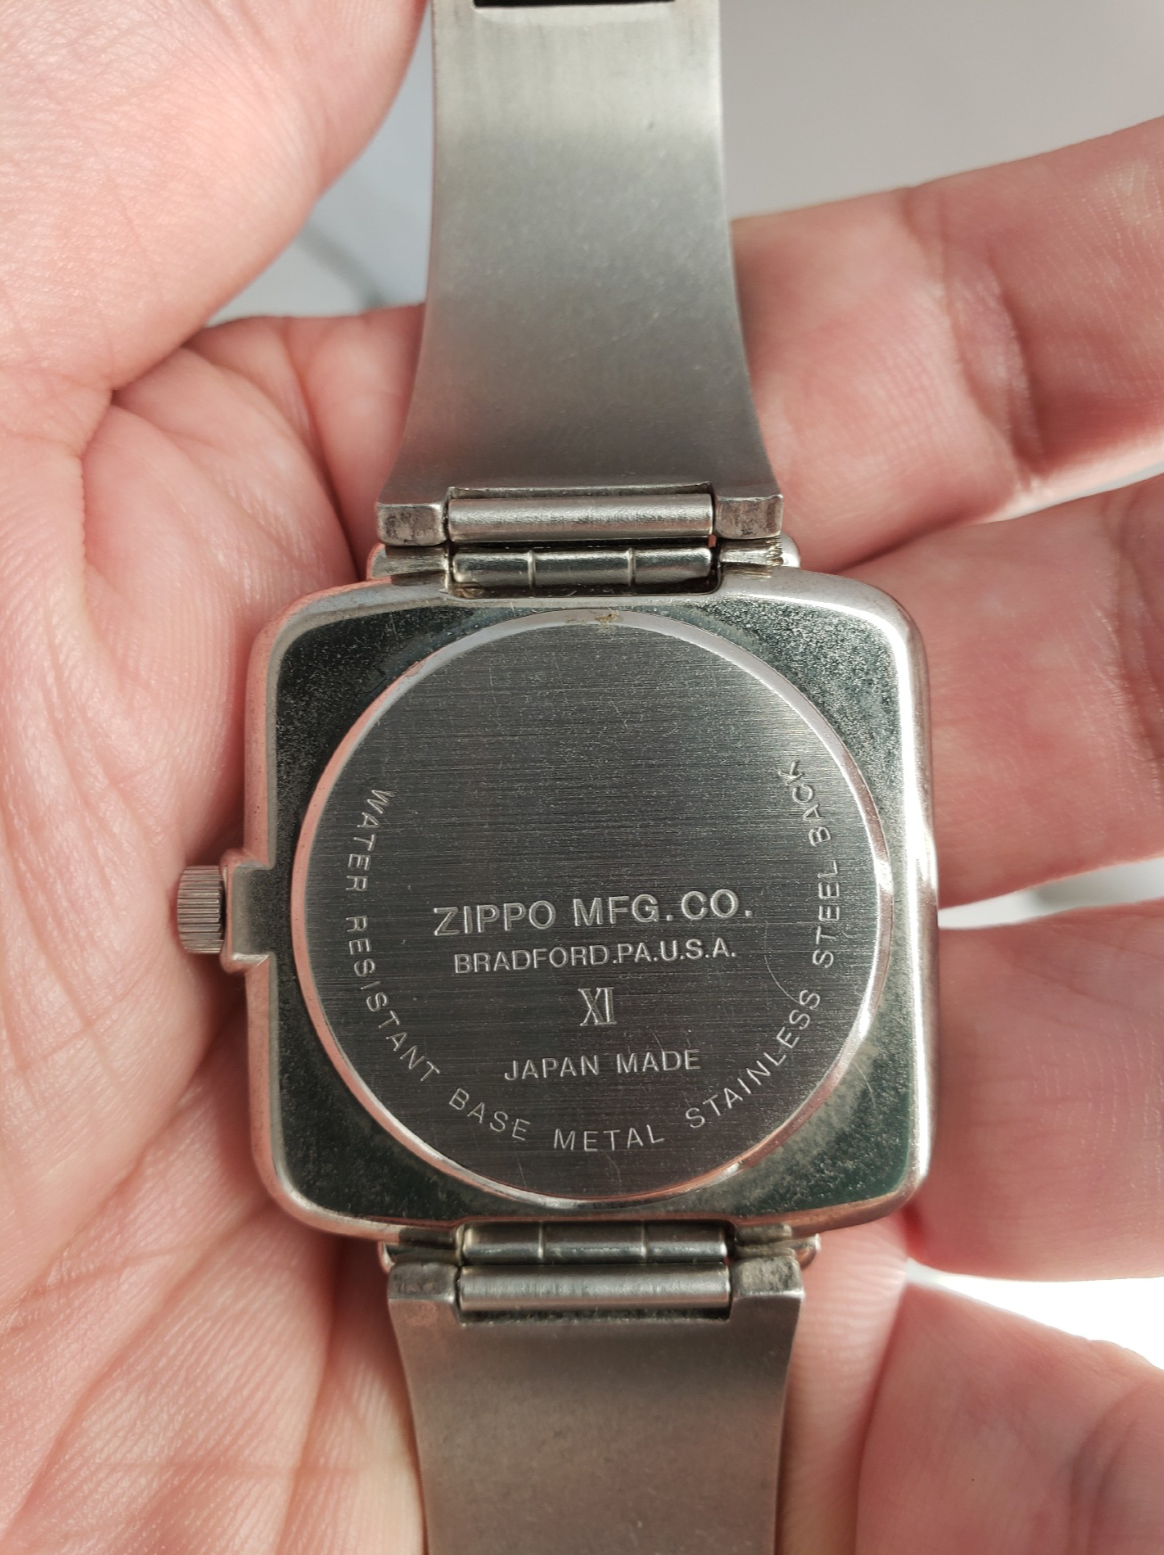 ZIPPO MFG.CO.
BRADFORD.PA.U.S.A.
XI
JAPAN MADE
WATER RESISTANT BASE METAL STAINLESS STEEL BACK